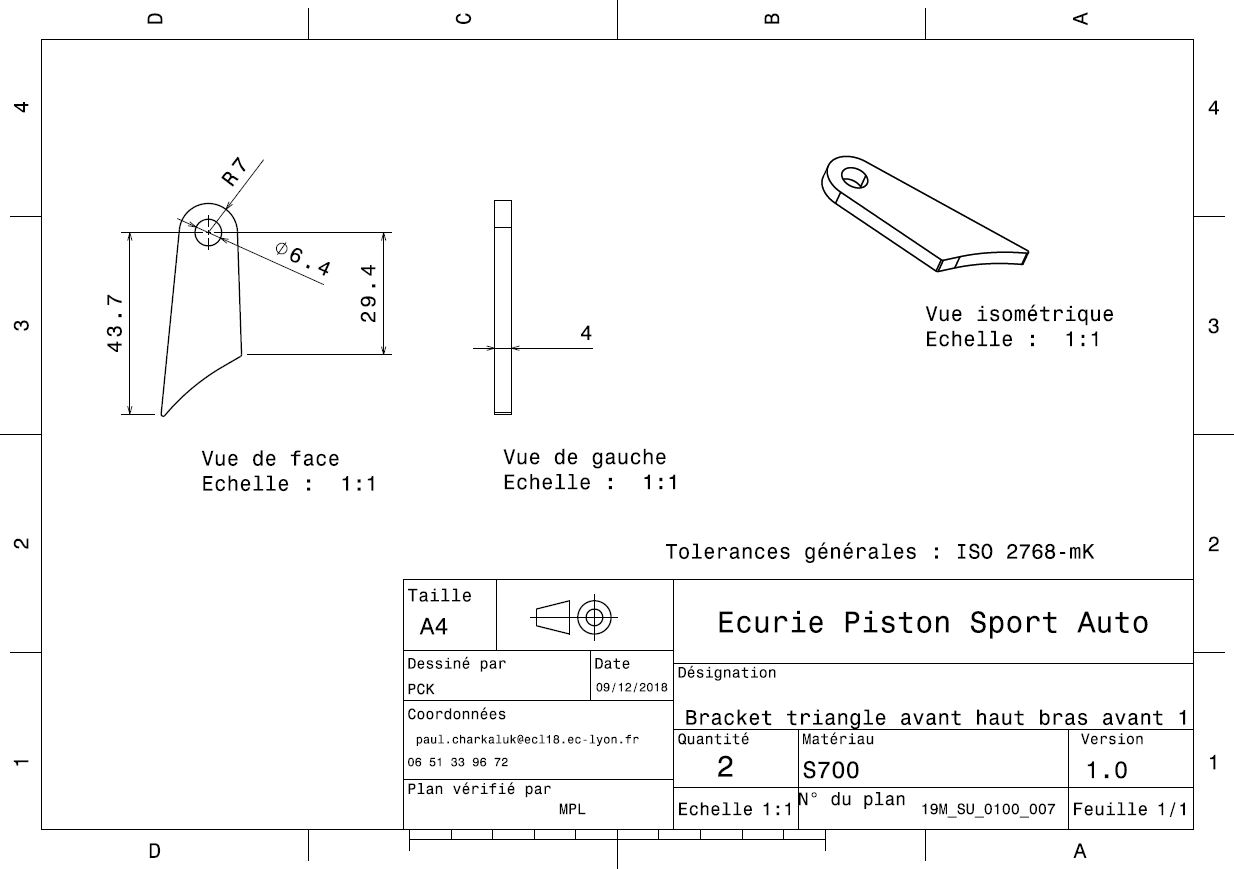 D C B A
4 4
R7
⌀6.4
43.7
29.4
4
3 3
Vue isométrique
Echelle :  1:1
Vue de face
Echelle :  1:1
Vue de gauche
Echelle :  1:1
2 2
Tolerances générales : ISO 2768-mK
Taille
A4
Ecurie Piston Sport Auto
Dessiné par
PCK
Date
09/12/2018
Désignation
Bracket triangle avant haut bras avant 1
Coordonnées
paul.charkaluk@ecl18.ec-lyon.fr
06 51 33 96 72
Quantité
2
Matériau
S700
Version
1.0
Plan vérifié par
MPL
Echelle 1:1
N° du plan
19M_SU_0100_007
Feuille 1/1
1 1
D A